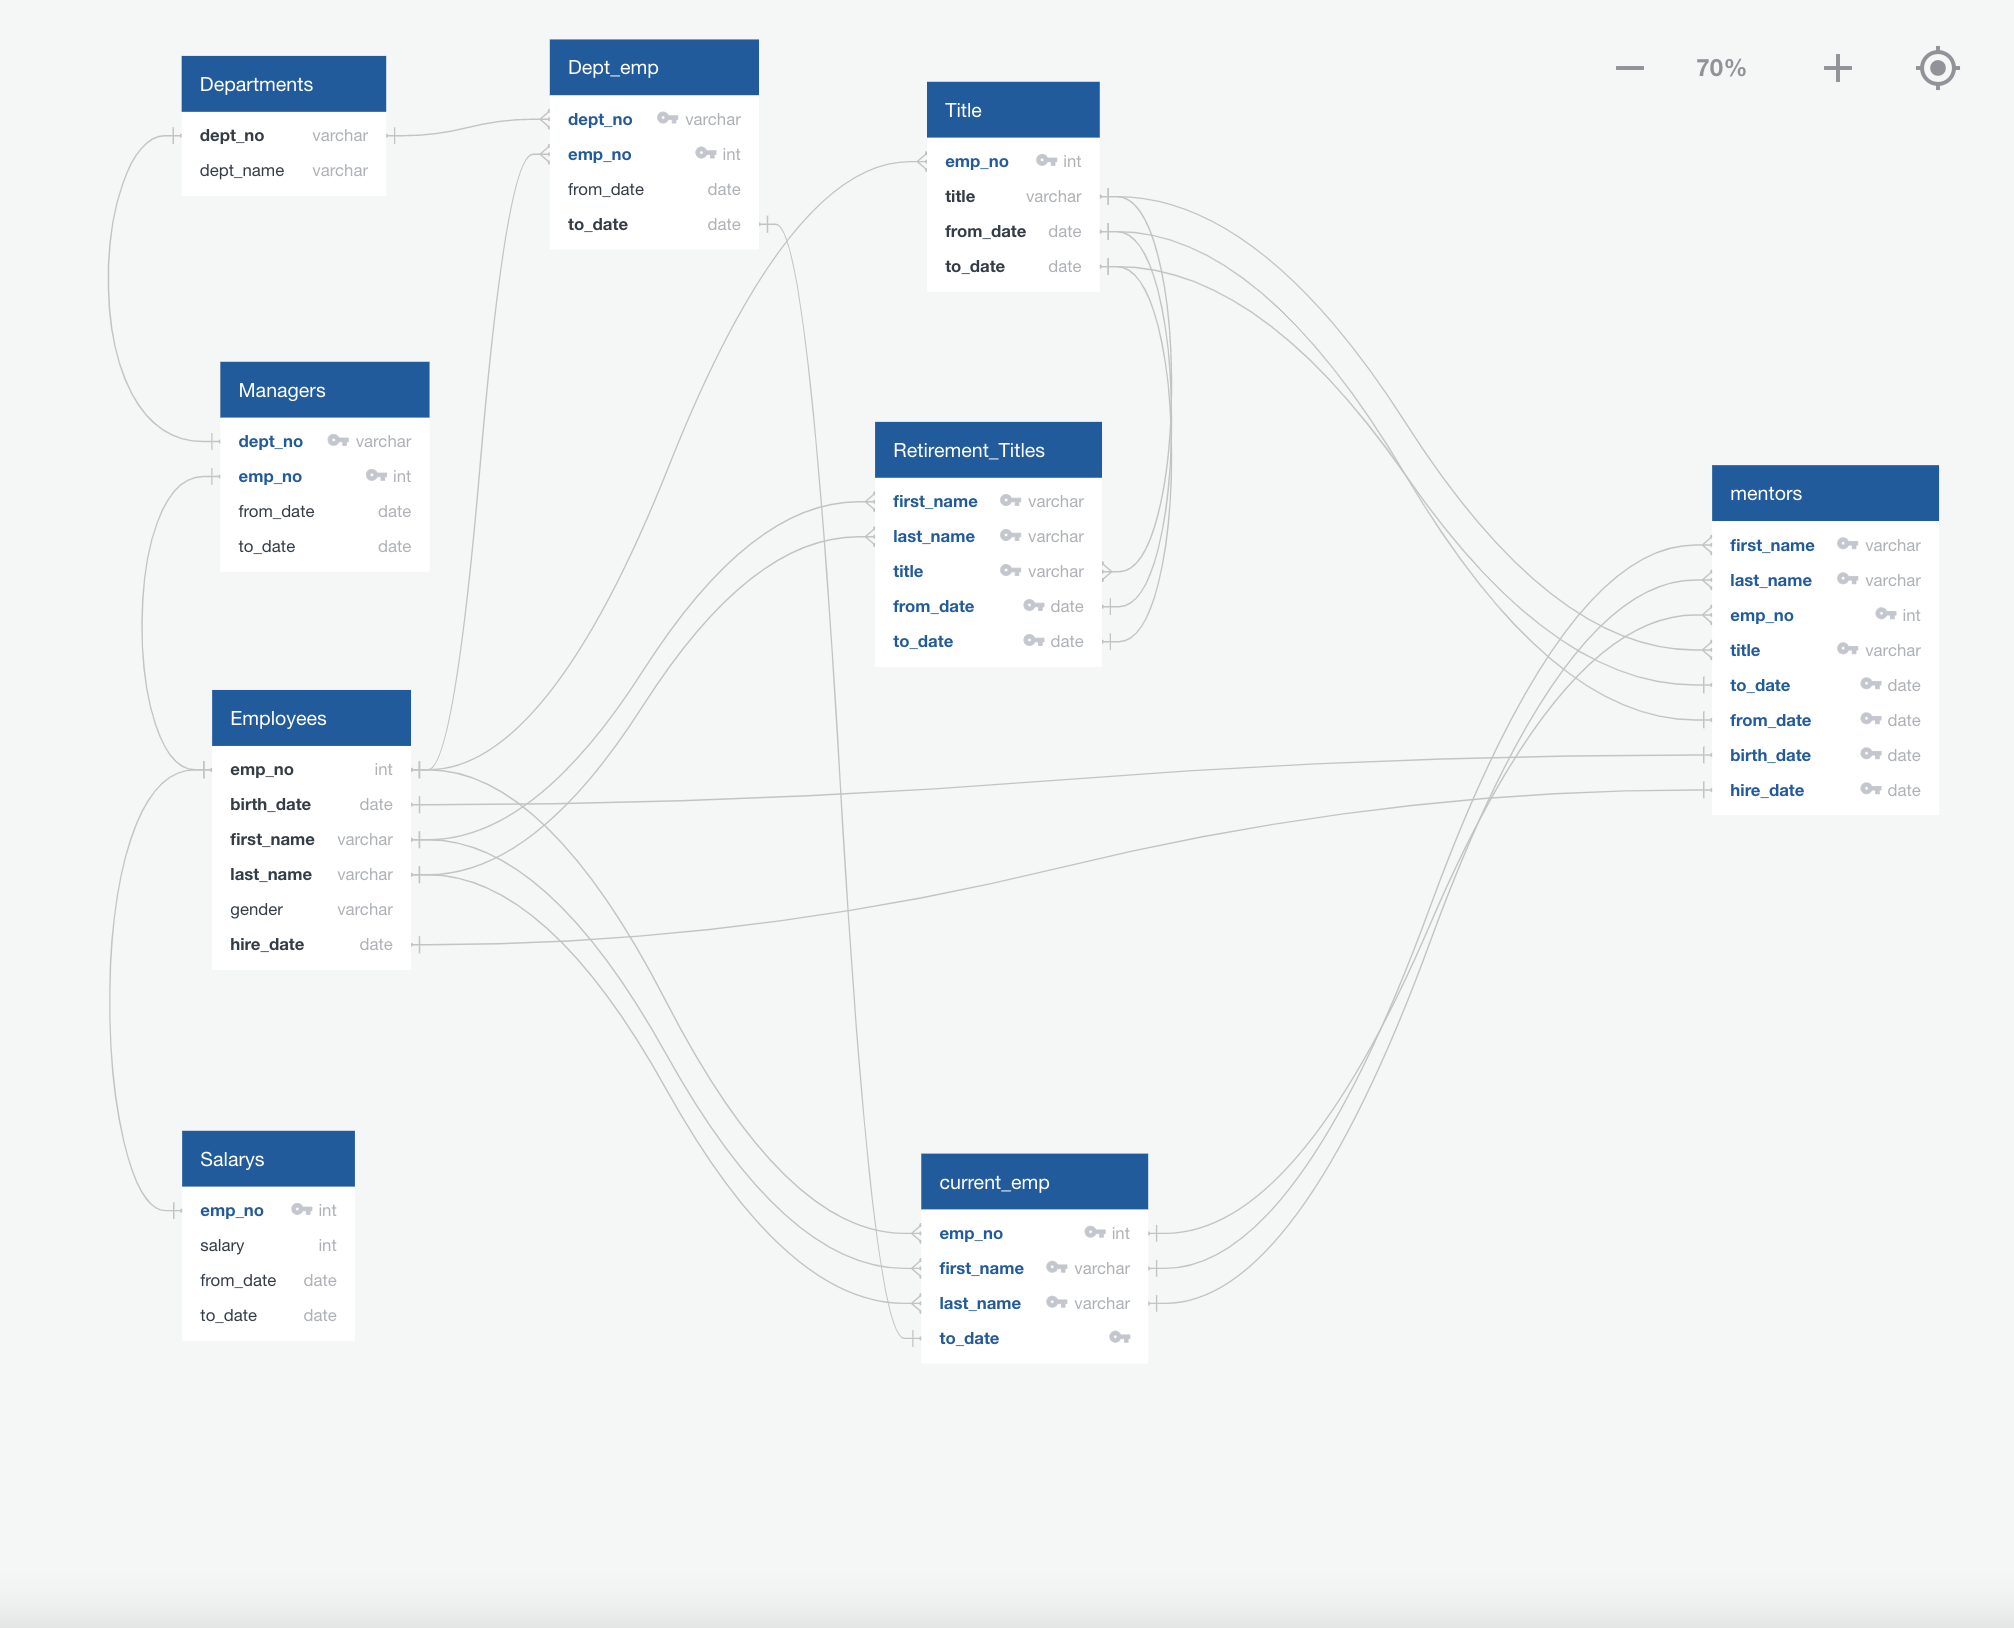 70%
Departments
dept_no varchar
dept_name varchar
Dept_emp
dept_no varchar
emp_no int
from_date date
to_date date
Title
emp_no int
title varchar
from_date date
to_date date
Managers
dept_no varchar
emp_no int
from_date date
to_date date
Retirement_Titles
first_name varchar
last_name varchar
title varchar
from_date date
to_date date
mentors
first_name varchar
last_name varchar
emp_no int
title varchar
to_date date
from_date date
birth_date date
hire_date date
Employees
emp_no int
birth_date date
first_name varchar
last_name varchar
gender varchar
hire_date date
Salarys
emp_no int
salary int
from_date date
to_date date
current_emp
emp_no int
first_name varchar
last_name varchar
to_date